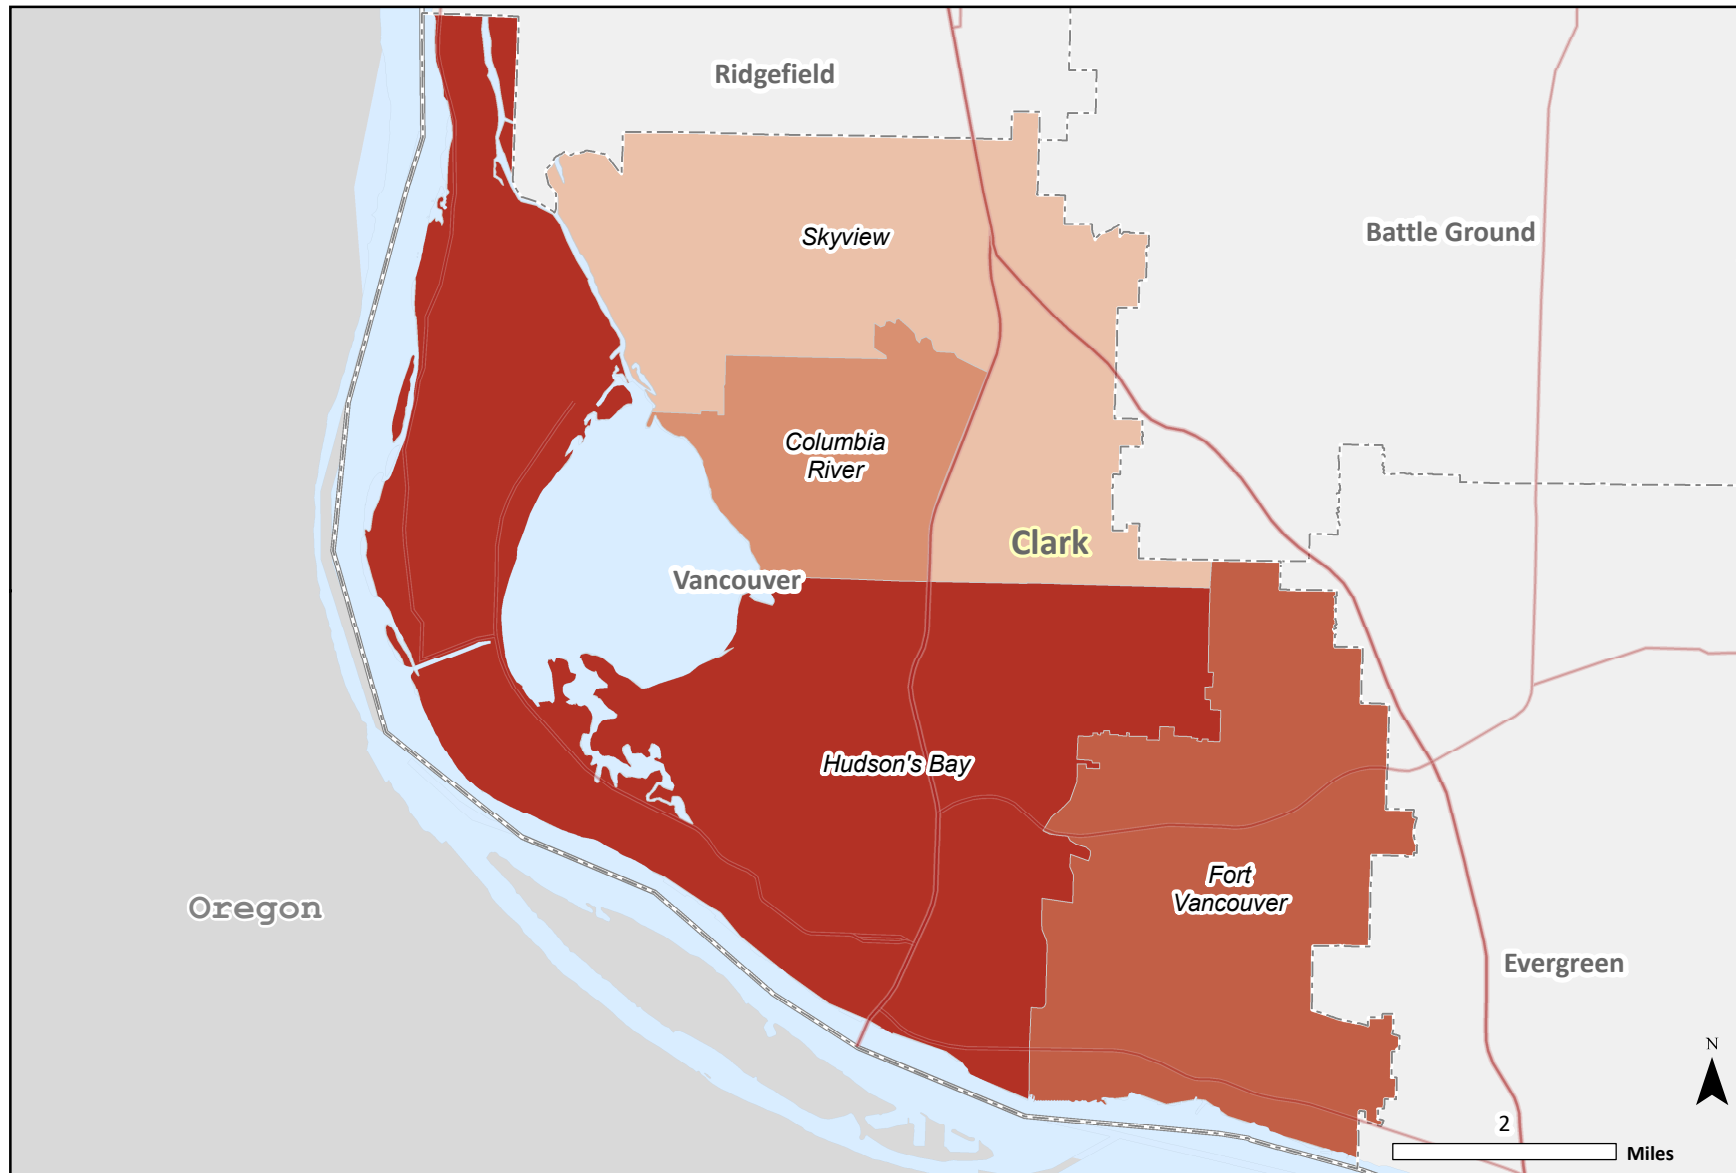 Ridgefield
Battle Ground
Skyview
Columbia
River
Clark
Vancouver
Hudson's Bay
Fort
Vancouver
Oregon
Evergreen
N
2
Miles